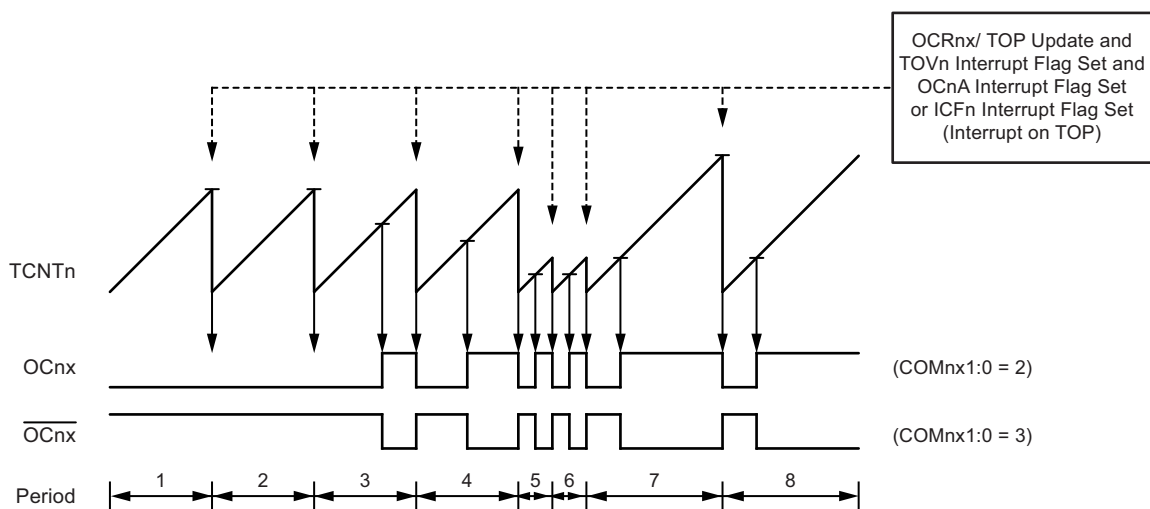 OCRnx/ TOP Update and
TOVn Interrupt Flag Set and
OCnA Interrupt Flag Set
or ICFn Interrupt Flag Set
(Interrupt on TOP)
TCNTn
OCnx
(COMnx1:0 = 2)
OCnx
(COMnx1:0 = 3)
Period
1 2 3 4 5 6 7 8